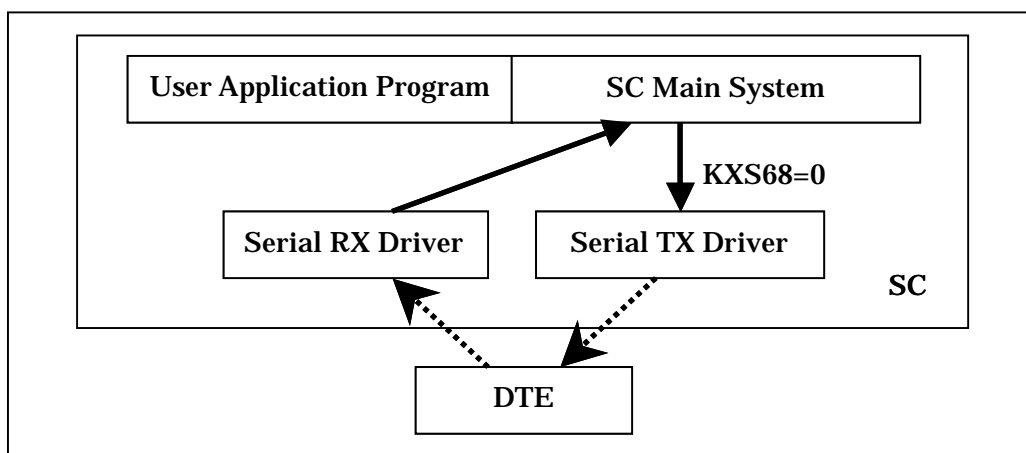 User Application Program
SC Main System
KXS68=0
Serial RX Driver
Serial TX Driver
SC
DTE